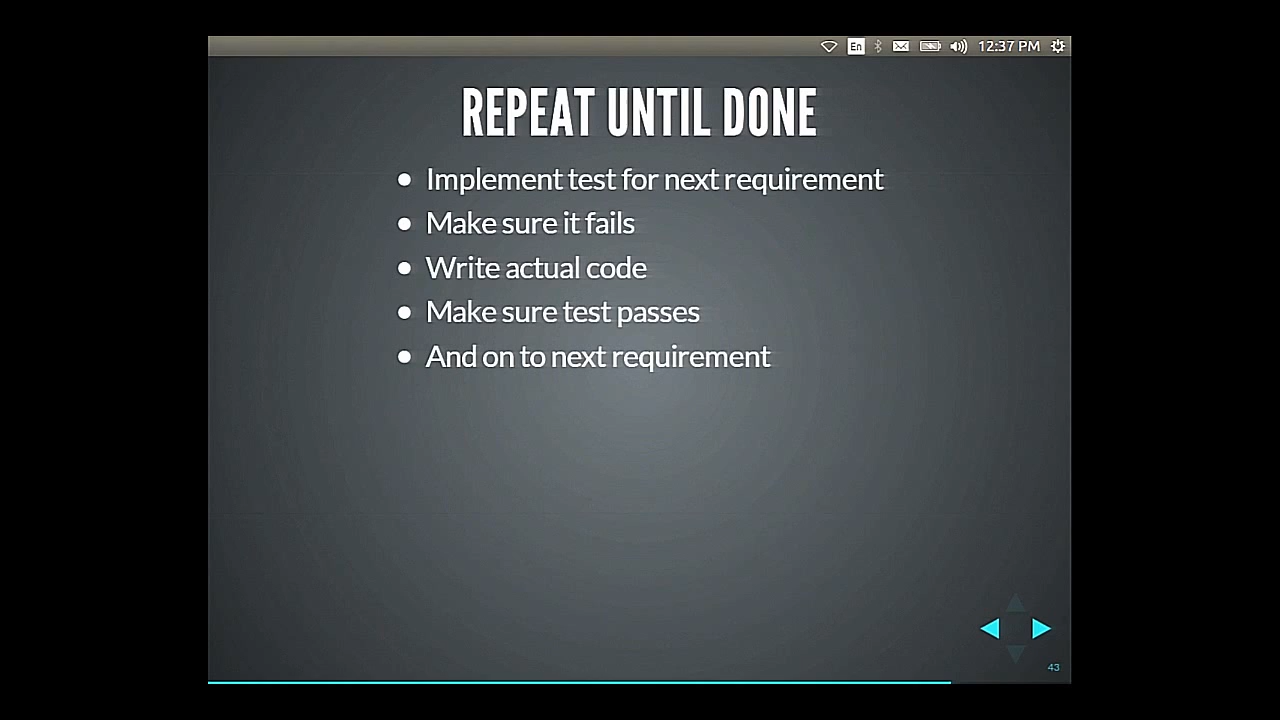 En 12:37 PM
REPEAT UNTIL DONE
Implement test for next requirement
Make sure it fails
Write actual code
Make sure test passes
And on to next requirement
43